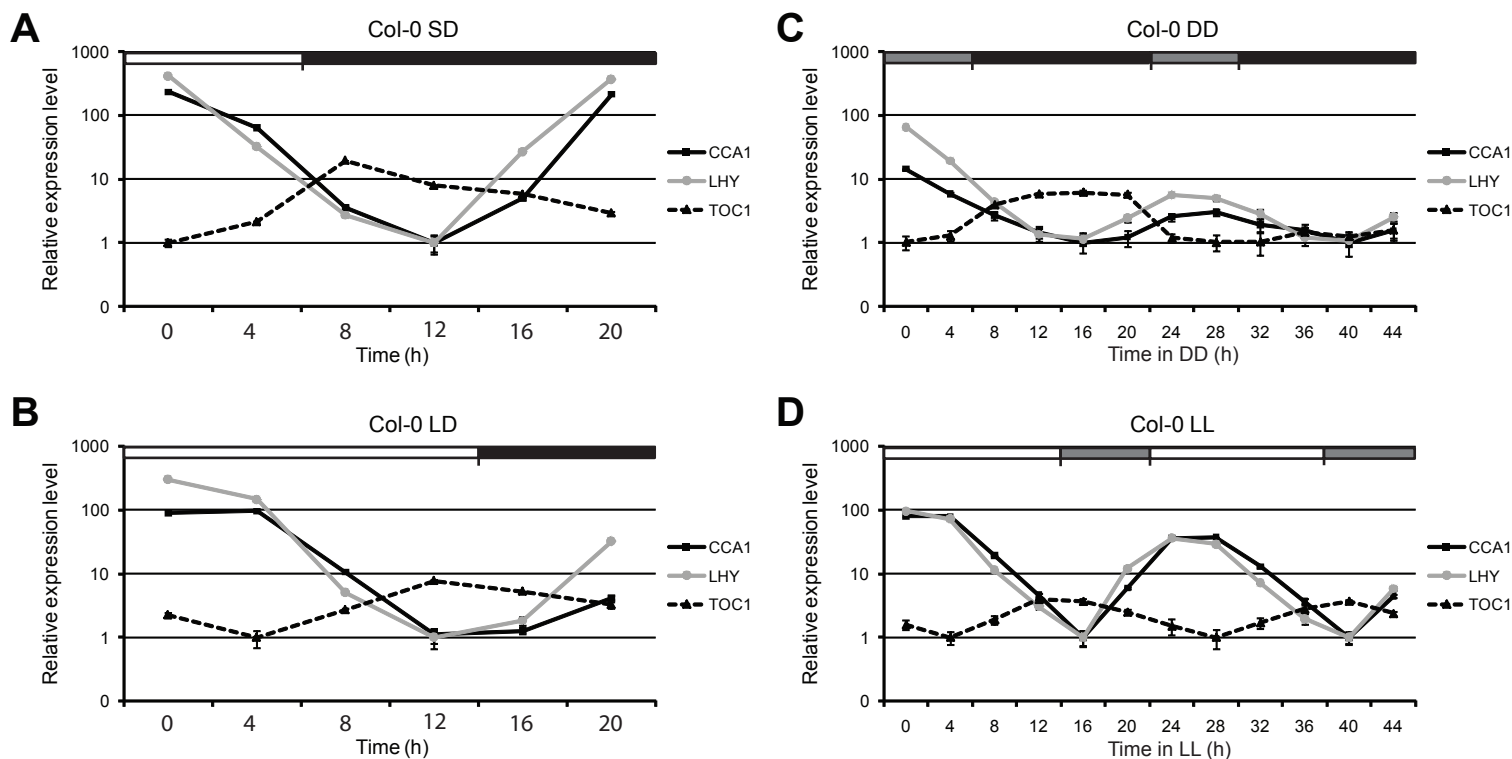 A
Col-0 SD
Relative expression level
1000
100
10
1
0
0 4 8 12 16 20
Time (h)
CCA1
LHY
TOC1
C
Col-0 DD
Relative expression level
1000
100
10
1
0
0 4 8 12 16 20 24 28 32 36 40 44
Time in DD (h)
CCA1
LHY
TOC1
B
Col-0 LD
Relative expression level
1000
100
10
1
0
0 4 8 12 16 20
Time (h)
CCA1
LHY
TOC1
D
Col-0 LL
Relative expression level
1000
100
10
1
0
0 4 8 12 16 20 24 28 32 36 40 44
Time in LL (h)
CCA1
LHY
TOC1